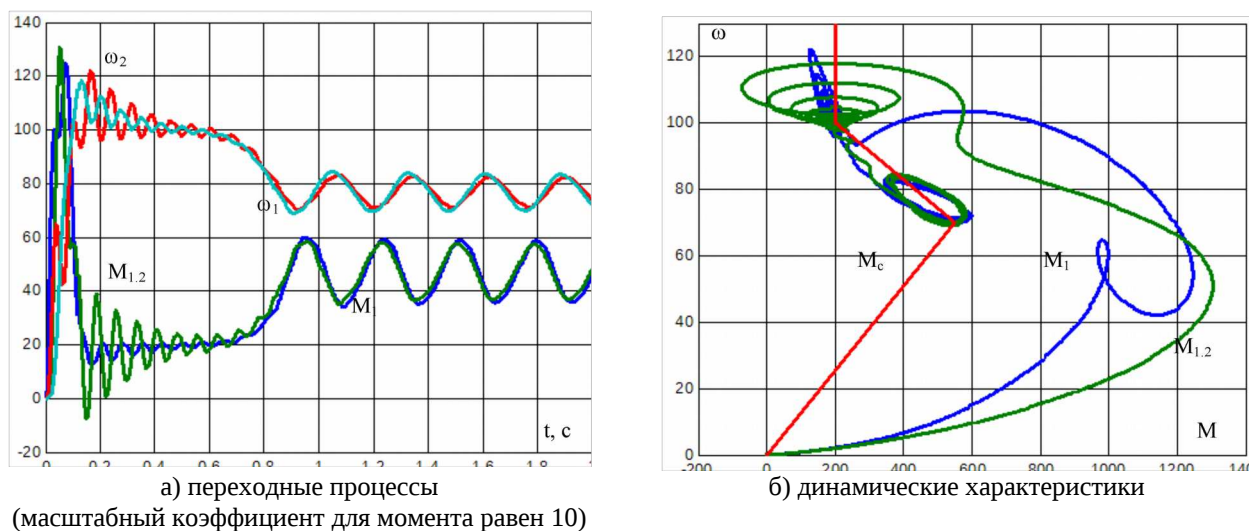 140
120
100
80
60
40
20
0
-20
ω₂
ω₁
M₁.₂
M₁
t, с
0 0.2 0.4 0.6 0.8 1 1.2 1.4 1.6 1.8
а) переходные процессы
(масштабный коэффициент для момента равен 10)
ω
120
100
80
60
40
20
0
Mс
M₁
M₁.₂
M
-200 0 200 400 600 800 1000 1200
б) динамические характеристики